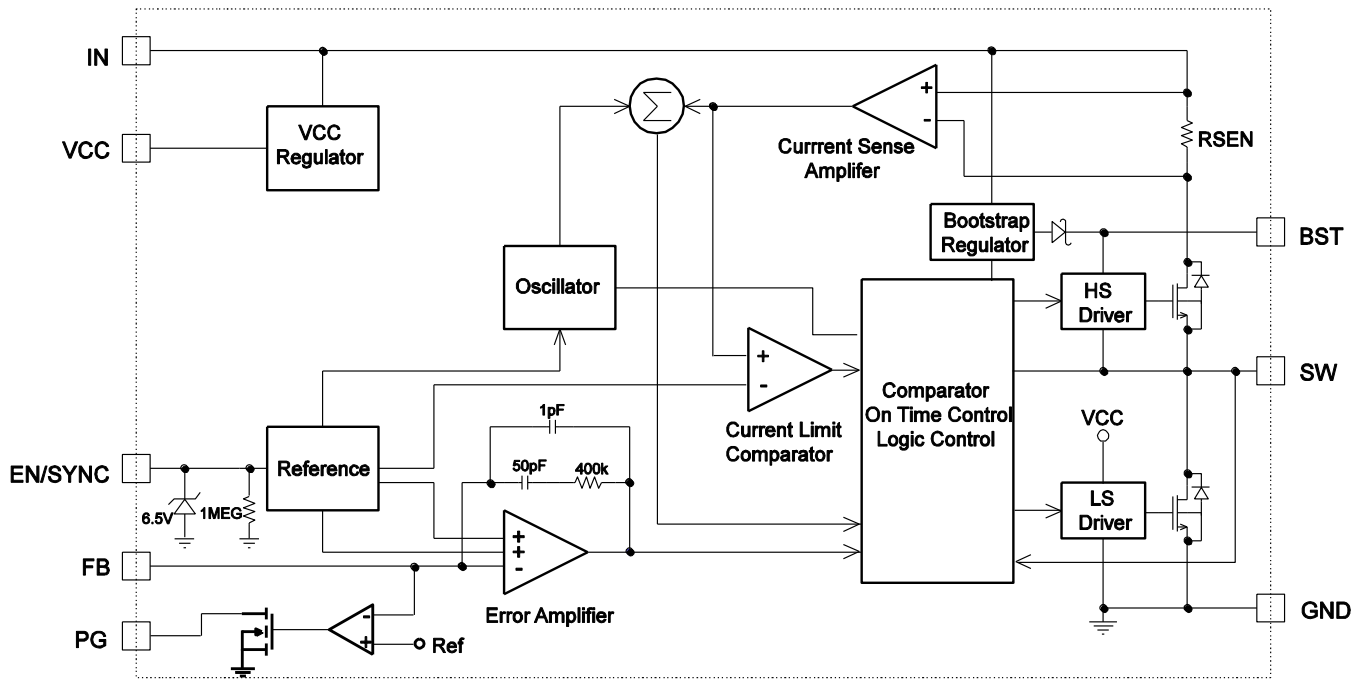 IN
VCC
VCC
Regulator
Σ
+
-
Currrent Sense
Amplifer
RSEN
Bootstrap
Regulator
BST
Oscillator
HS
Driver
+
-
Current Limit
Comparator
Comparator
On Time Control
Logic Control
SW
VCC
1pF
50pF
400k
EN/SYNC
Reference
6.5V
1MEG
LS
Driver
+
+
-
Error Amplifier
FB
GND
PG
-
+
Ref